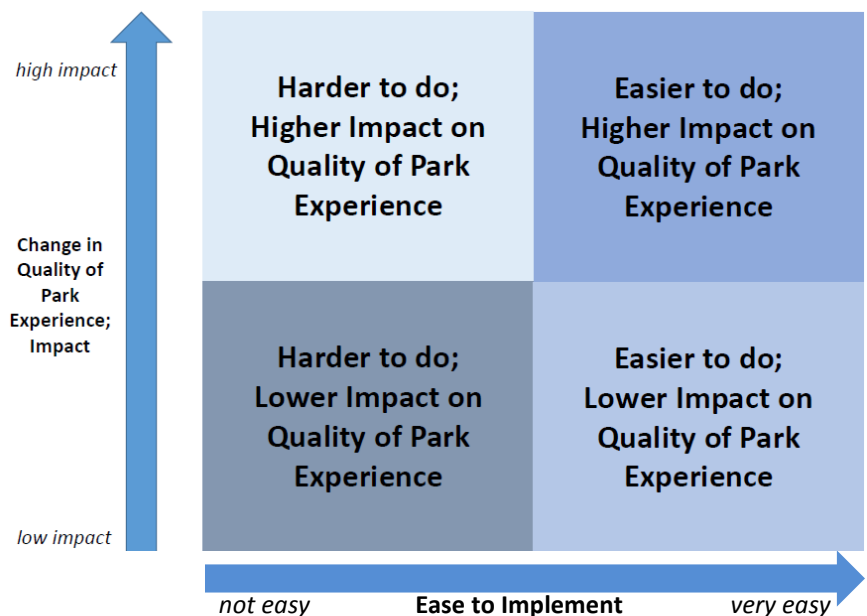 high impact
Change in
Quality of
Park
Experience;
Impact
low impact
Harder to do;
Higher Impact on
Quality of Park
Experience
Easier to do;
Higher Impact on
Quality of Park
Experience
Harder to do;
Lower Impact on
Quality of Park
Experience
Easier to do;
Lower Impact on
Quality of Park
Experience
not easy Ease to Implement very easy